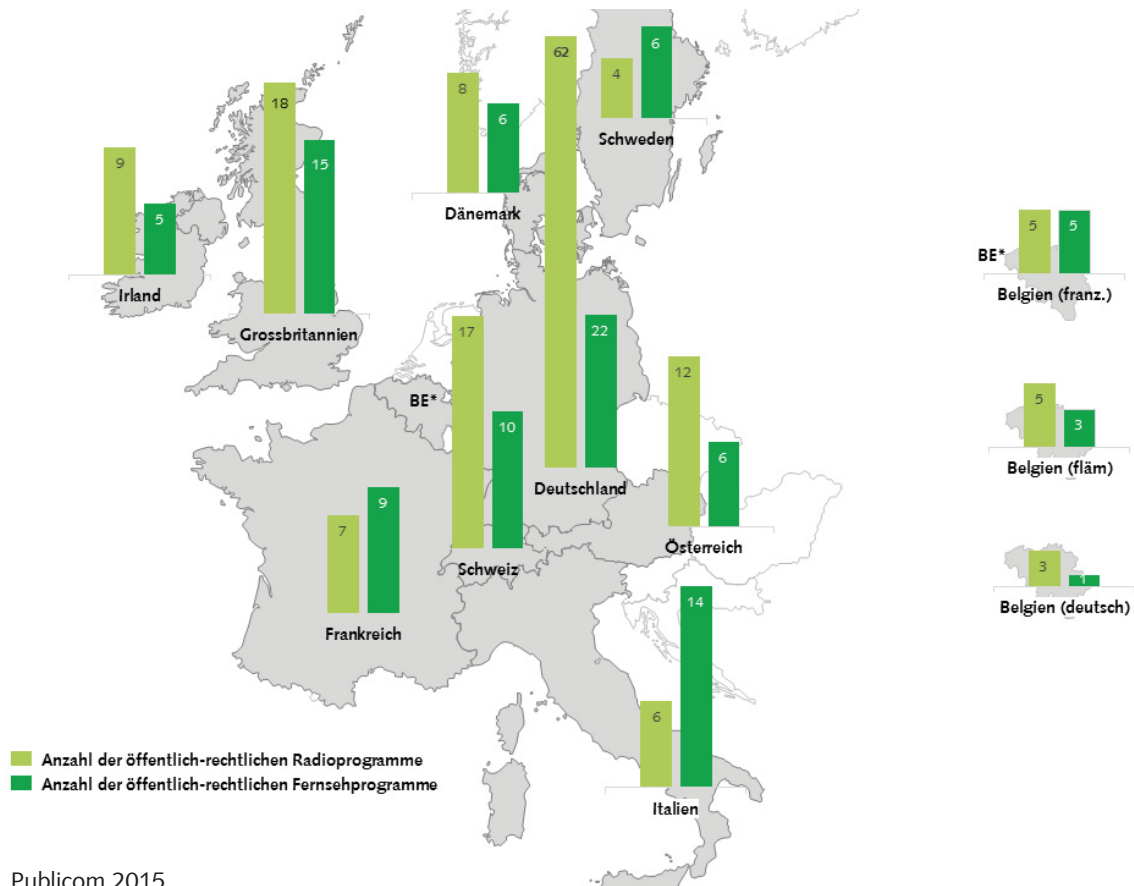 62
6
4
8
6
18
15
Schweden
9
5
Dänemark
5
5
BE*
Irland
Belgien (franz.)
Grossbritannien
17
22
12
BE*
5
3
10
6
Belgien (fläm)
Deutschland
9
7
Österreich
Schweiz
3
1
Belgien (deutsch)
Frankreich
14
6
Anzahl der öffentlich-rechtlichen Radioprogramme
Anzahl der öffentlich-rechtlichen Fernsehprogramme
Italien
Publicom 2015